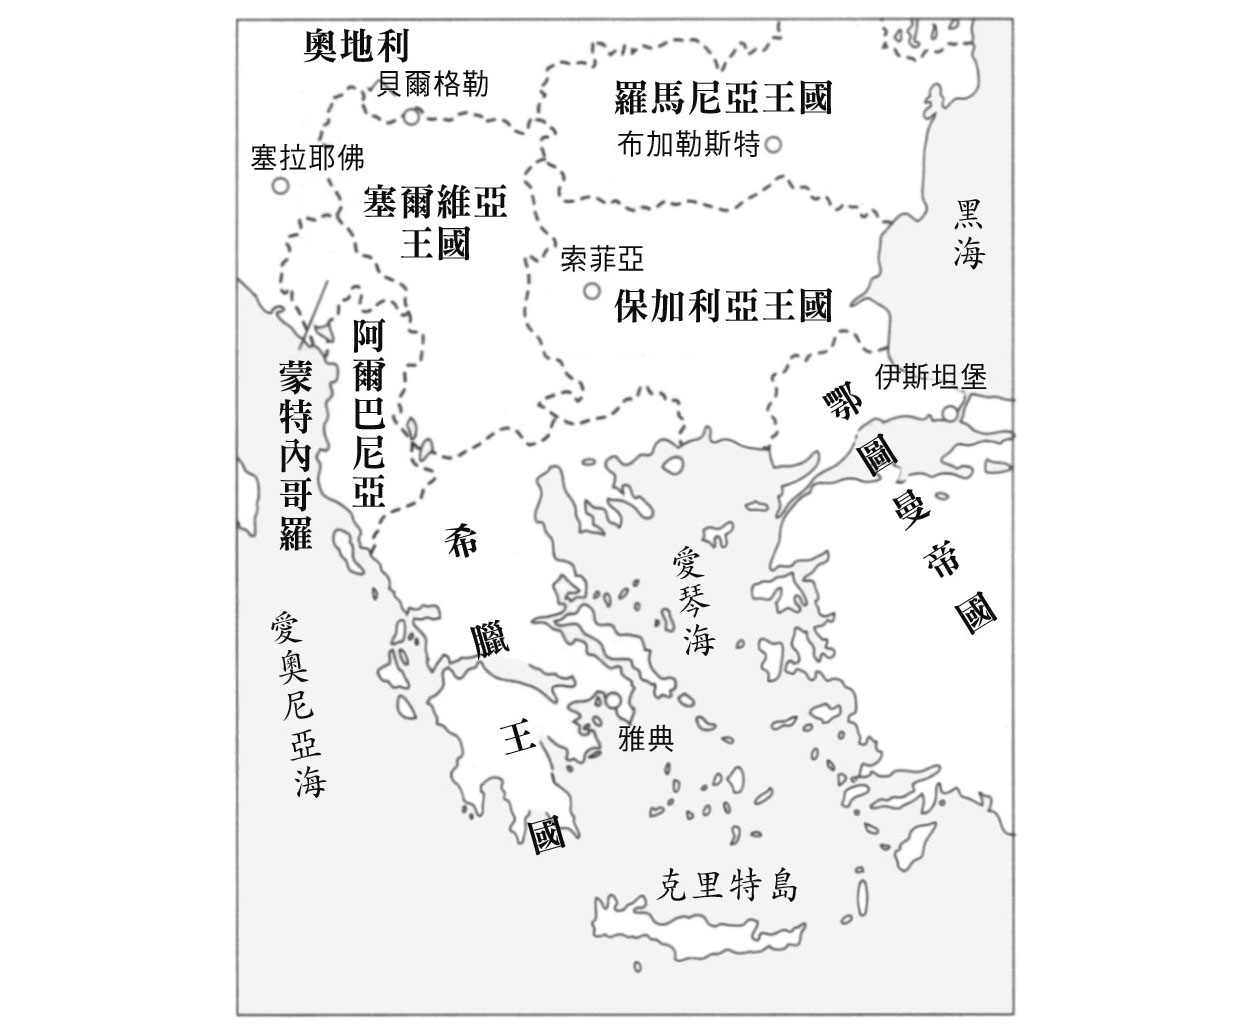 奧地利
貝爾格勒
羅馬尼亞王國
布加勒斯特
塞拉耶佛
塞爾維亞
王國
黑海
索菲亞
保加利亞王國
阿爾巴尼亞
蒙特內哥羅
伊斯坦堡
鄂圖曼帝國
希臘王國
愛琴海
愛奧尼亞海
雅典
克里特島